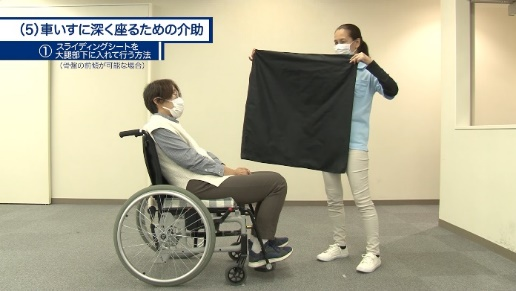 (5)車いすに深く座るための介助
① スライディングシートを
大腿部下に入れて行う方法
(骨盤の前傾が可能な場合)